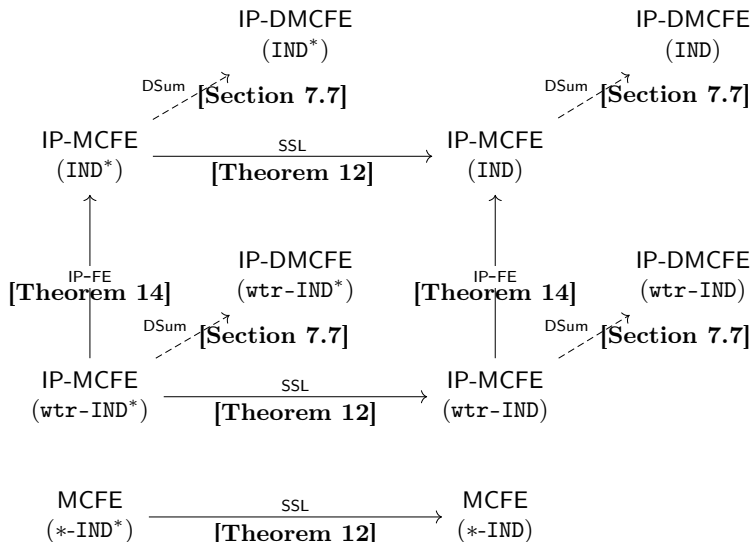 IP-DMCFE
(IND*)
IP-DMCFE
(IND)
DSum
[Section 7.7]
DSum
[Section 7.7]
IP-MCFE
(IND*)
SSL
[Theorem 12]
IP-MCFE
(IND)
IP-FE
[Theorem 14]
IP-DMCFE
(wtr-IND*)
IP-FE
[Theorem 14]
IP-DMCFE
(wtr-IND)
DSum
[Section 7.7]
DSum
[Section 7.7]
IP-MCFE
(wtr-IND*)
SSL
[Theorem 12]
IP-MCFE
(wtr-IND)
MCFE
(*-IND*)
SSL
[Theorem 12]
MCFE
(*-IND)